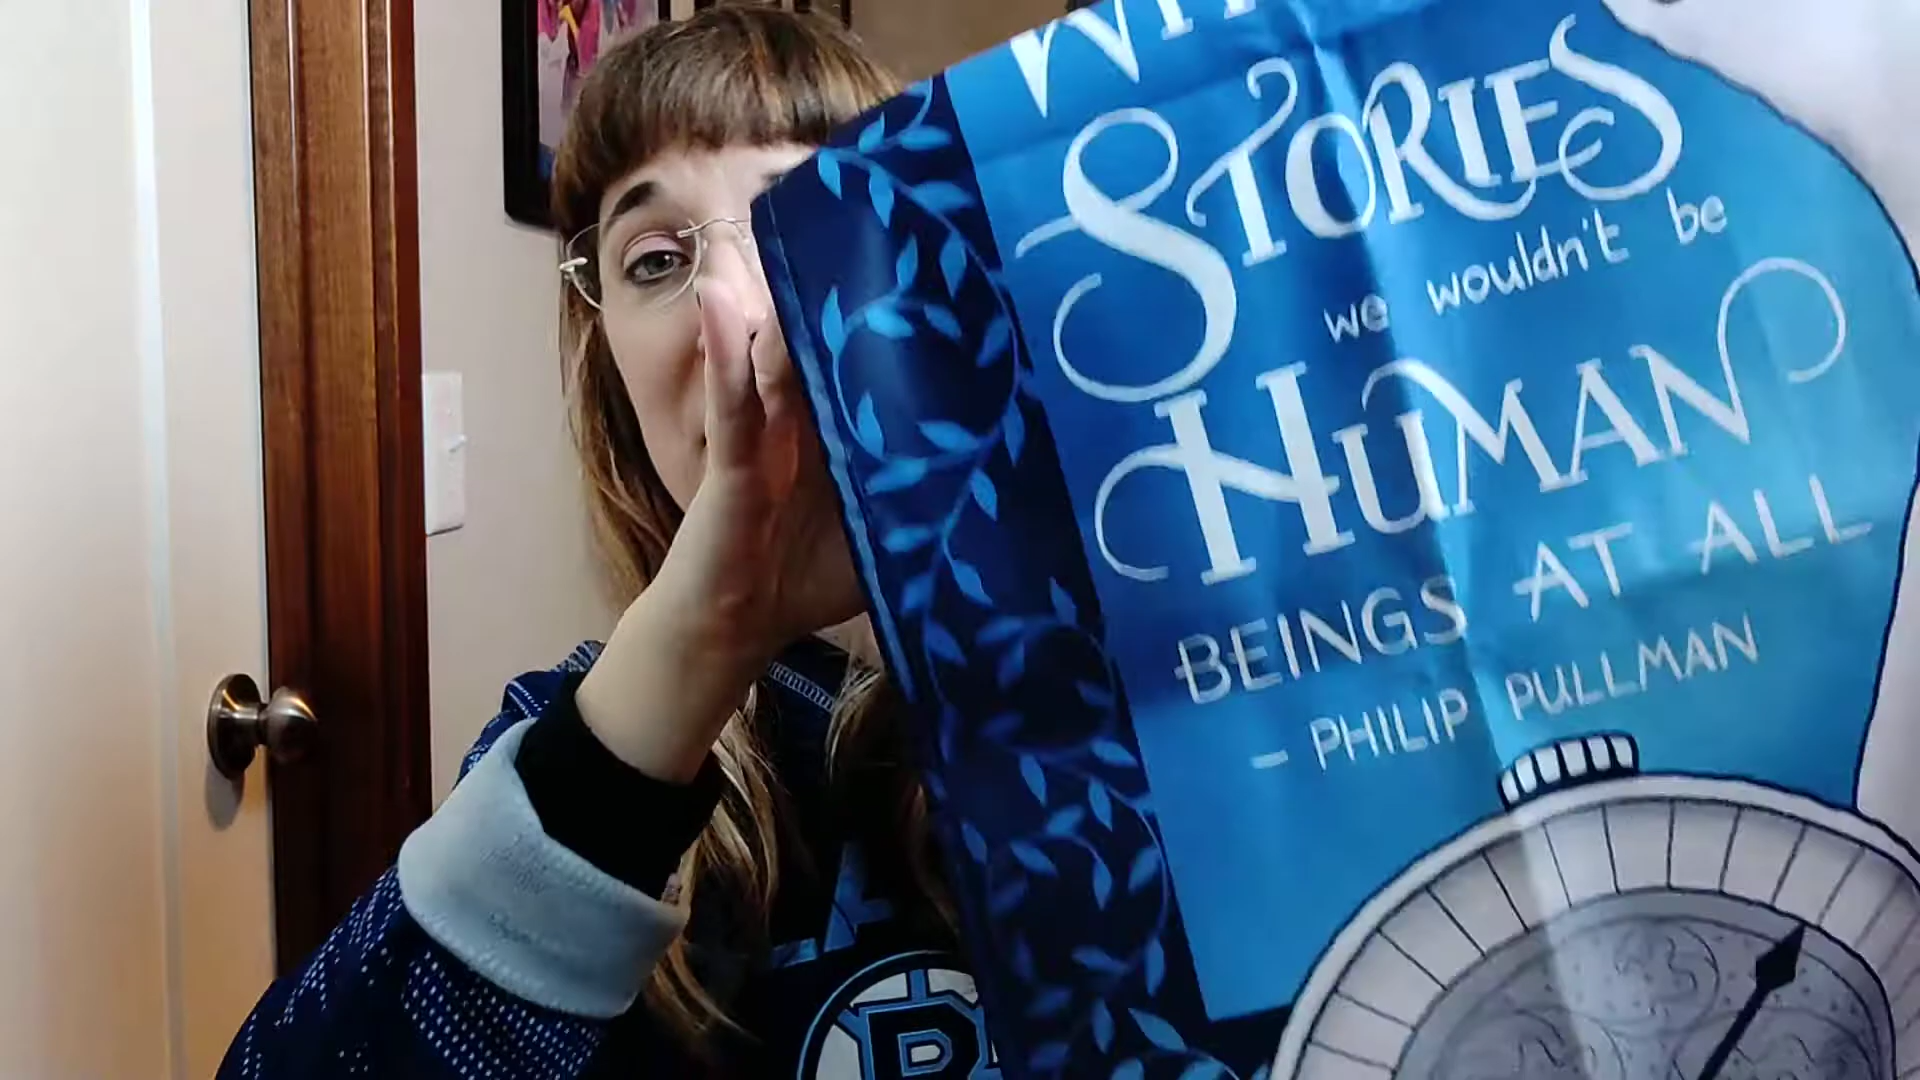 STORIES
we wouldn't be
HUMAN
BEINGS AT ALL
- PHILIP PULLMAN
B